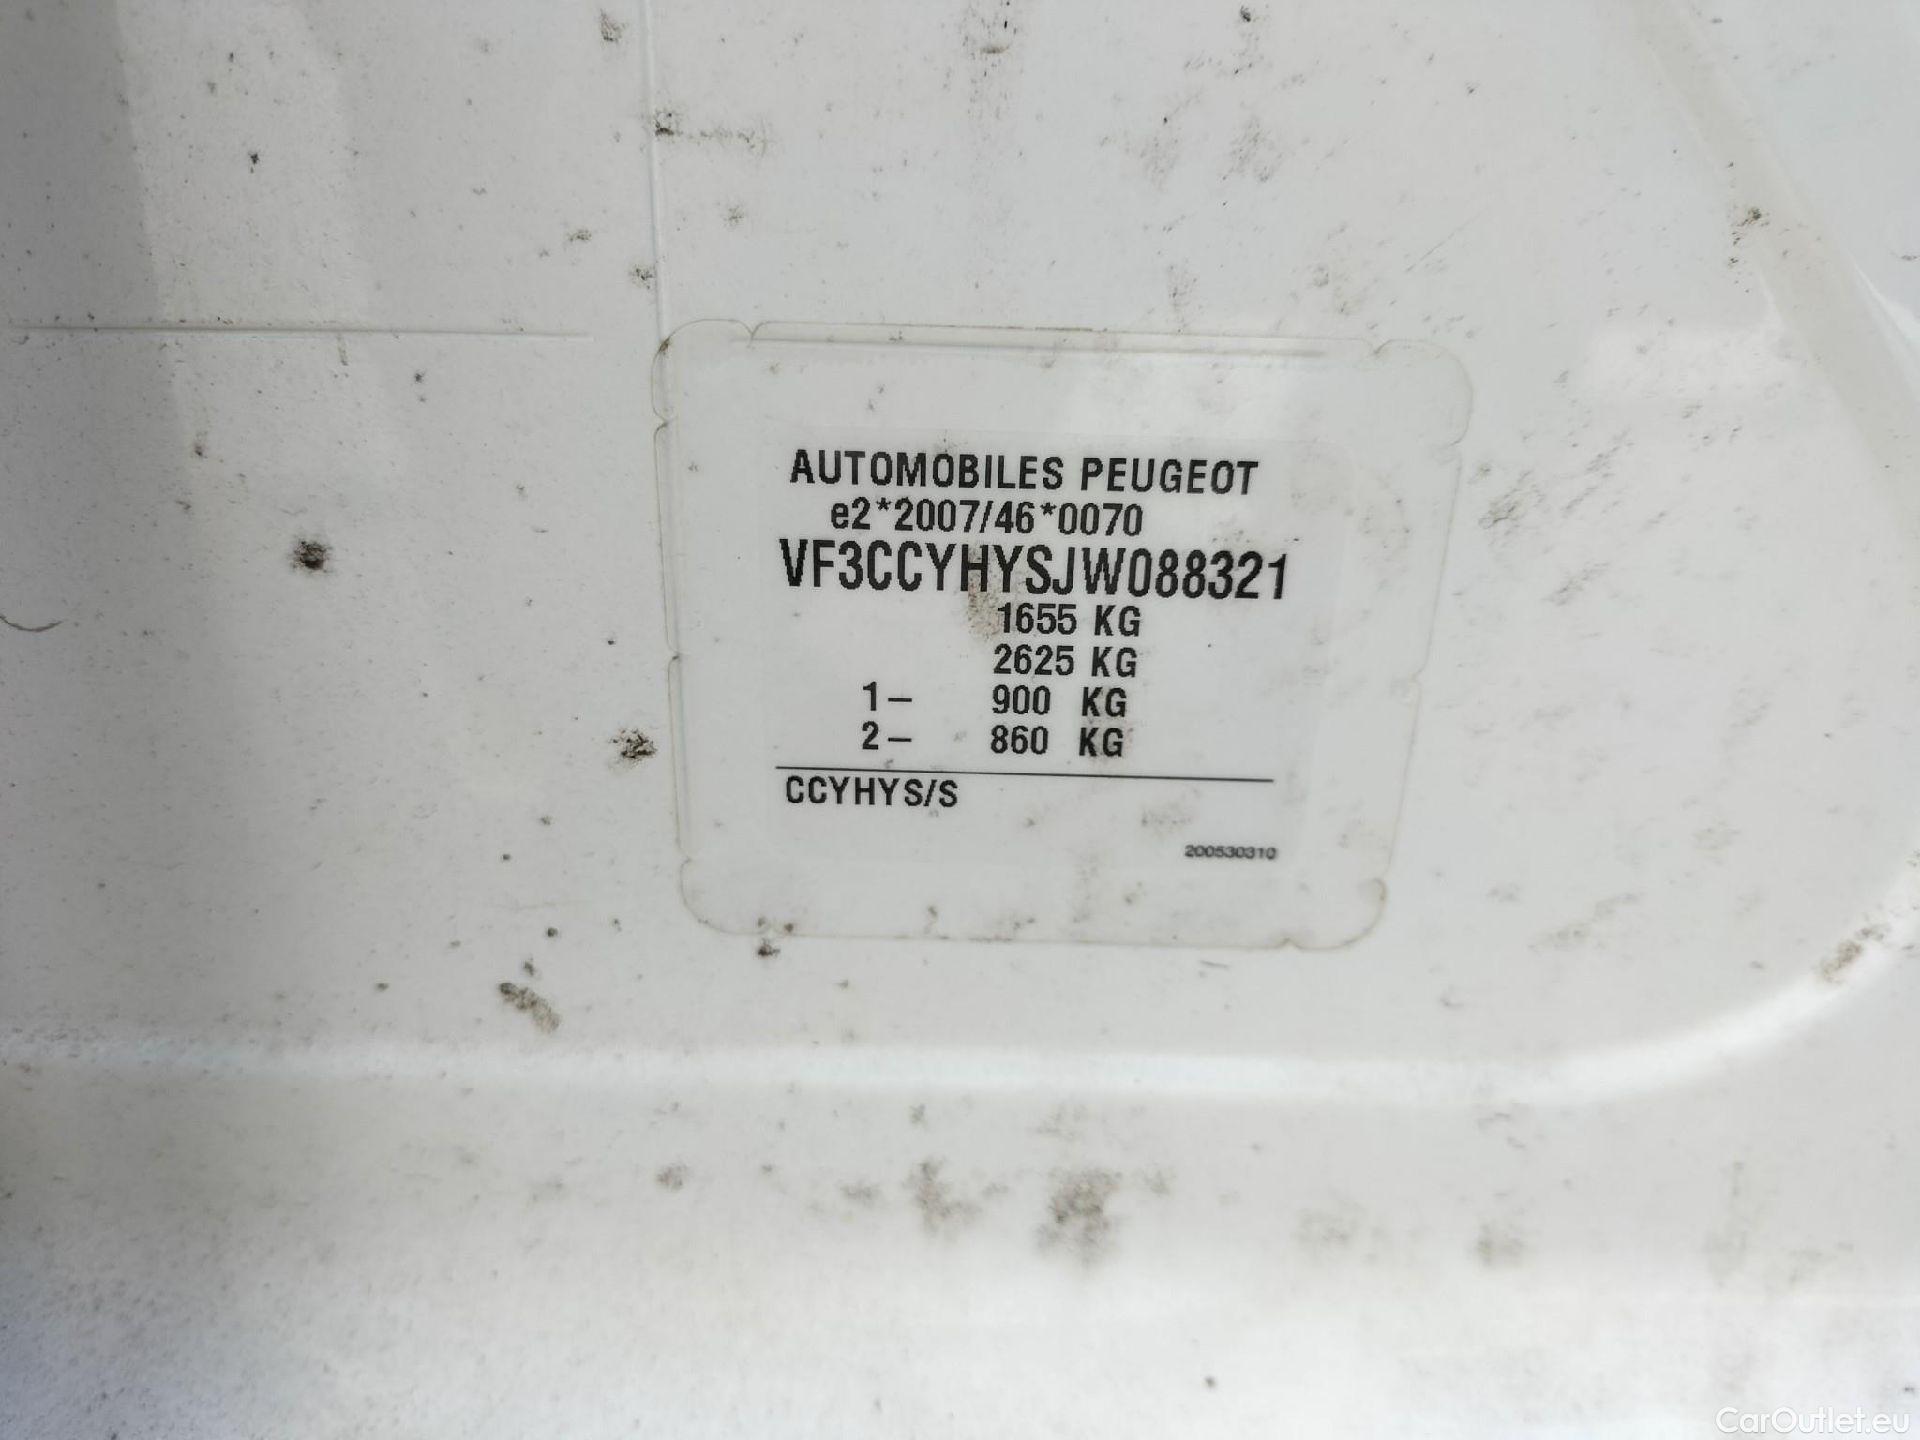 AUTOMOBILES PEUGEOT
e2*2007/46*0070
VF3CCYHYSJW088321
1655 KG
2625 KG
1- 900 KG
2- 860 KG
CCYHYS/S
200530310
CarOutlet.eu